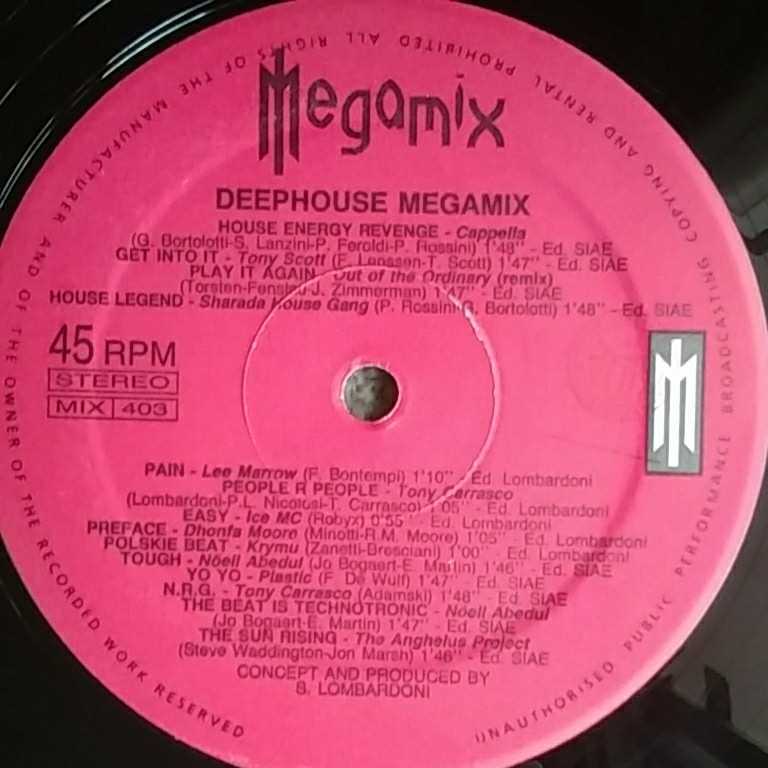 Megamix
DEEPHOUSE MEGAMIX
HOUSE ENERGY REVENGE - Cappella
(G. Bortolotti-S. Lanzini-P. Feroldi-P. Rossini) 1'48" - Ed. SIAE
GET INTO IT - Tony Scott (F. Lenssen-T. Scott) 1'47" - Ed. SIAE
PLAY IT AGAIN - Out of the Ordinary (remix)
(Torsten-Fenslau-J. Zimmerman) 1'47" - Ed. SIAE
HOUSE LEGEND - Sharada House Gang (P. Rossini-G. Bortolotti) 1'48" - Ed. SIAE
45 RPM
STEREO
MIX 403
PAIN - Lee Marrow (F. Bontempi) 1'10" - Ed Lombardoni
PEOPLE R PEOPLE - Tony Carrasco
(Lombardoni-P.L. Nicolosi-T. Carrasco) 1'05" - Ed. Lombardoni
EASY - Ice MC (Robyx) 0'55" - Ed. Lombardoni
PREFACE - Dhonfa Moore (Minotti-R.M. Moore) 1'05" - Ed. Lombardoni
POLSKIE BEAT - Krymu (Zanetti-Bresciani) 1'00" - Ed. Lombardoni
TOUGH - Nöell Abedul (Jo Bogaert-E. Martin) 1'46" - Ed. SIAE
YO YO - Plastic (F. De Wulf) 1'47" - Ed. SIAE
N.R.G. - Tony Carrasco (Adamski) 1'48" - Ed. SIAE
THE BEAT IS TECHNOTRONIC - Nöell Abedul
(Jo Bogaert-E. Martin) 1'47" - Ed. SIAE
THE SUN RISING - The Anghelus Project
(Steve Waddington-Jon Marsh) 1'46" - Ed. SIAE
CONCEPT AND PRODUCED BY
S. LOMBARDONI
ALL RIGHTS OF THE MANUFACTURER AND OF THE OWNER OF THE RECORDED WORK RESERVED
UNAUTHORISED PUBLIC PERFORMANCE BROADCASTING COPYING AND RENTAL PROHIBITED